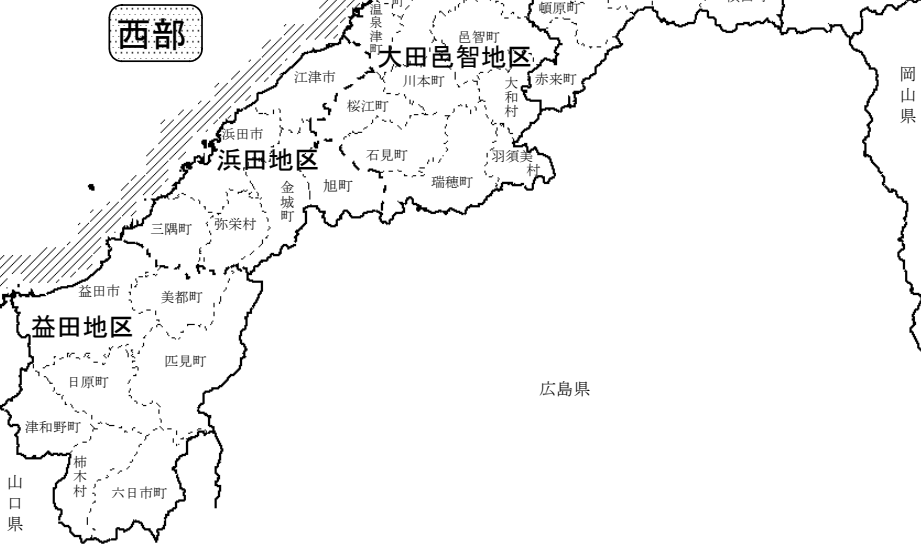 西部
町
温泉津町
頓原町
邑智町
大田邑智地区
江津市
川本町
大和村
赤来町
岡山県
桜江町
浜田市
浜田地区
石見町
羽須美村
金城町
旭町
瑞穂町
三隅町
弥栄村
益田市
美都町
益田地区
匹見町
日原町
広島県
津和野町
柿木村
六日市町
山口県